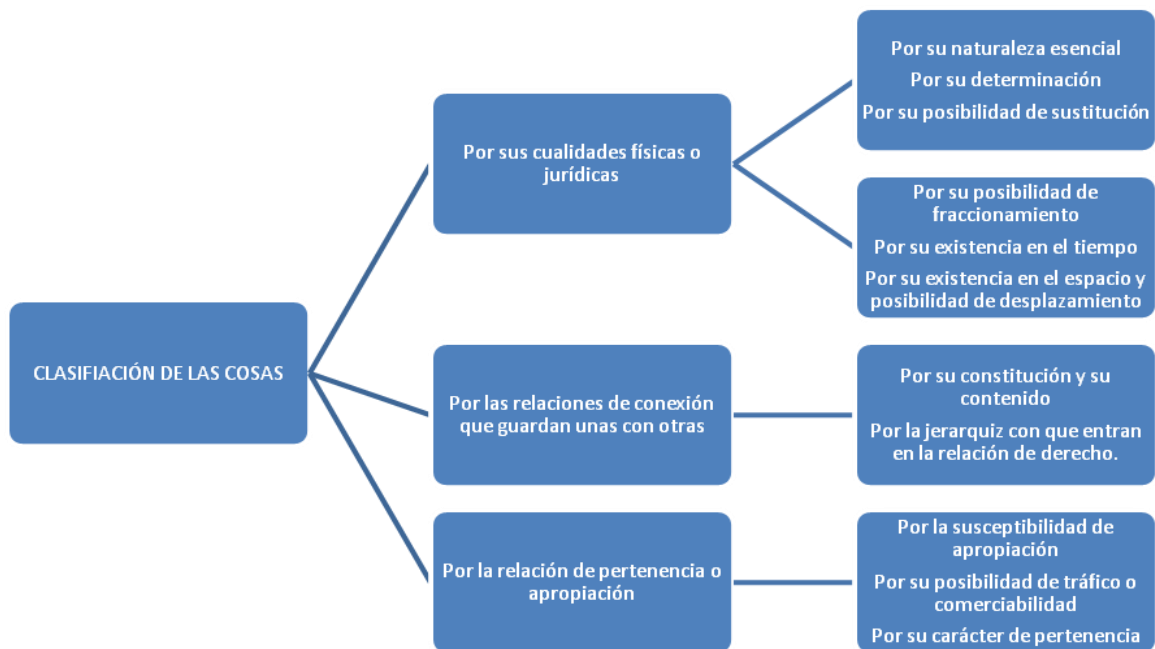 CLASIFIACIÓN DE LAS COSAS
Por sus cualidades físicas o
jurídicas
Por su naturaleza esencial
Por su determinación
Por su posibilidad de sustitución
Por su posibilidad de
fraccionamiento
Por su existencia en el tiempo
Por su existencia en el espacio y
posibilidad de desplazamiento
Por las relaciones de conexión
que guardan unas con otras
Por su constitución y su
contenido
Por la jerarquiz con que entran
en la relación de derecho.
Por la relación de pertenencia o
apropiación
Por la susceptibilidad de
apropiación
Por su posibilidad de tráfico o
comerciabilidad
Por su carácter de pertenencia